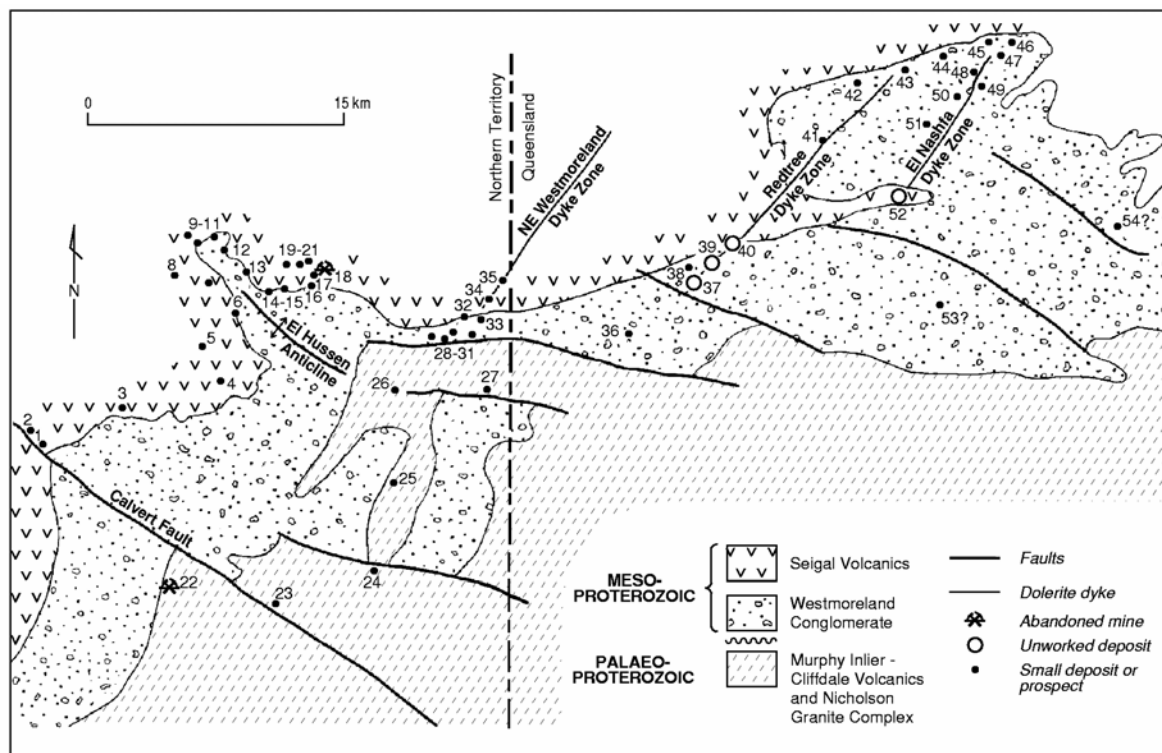 0
15 km
Northern Territory
Queensland
NE Westmoreland
Dyke Zone
Redtree
Dyke Zone
El Nashfa
Dyke Zone
45
46
44
47
43
48
42
49
50
51
41
52
54?
53?
39
40
38
37
36
35
34
32
33
28-31
27
26
25
24
23
22
9-11
12
19-21
18
13
17
8
14-15
16
6
5
4
3
2
1
El Hussen
Anticline
Calvert Fault
N
MESO-
PROTEROZOIC
Seigal Volcanics
Westmoreland
Conglomerate
PALAEO-
PROTEROZOIC
Murphy Inlier -
Cliffdale Volcanics
and Nicholson
Granite Complex
Faults
Dolerite dyke
Abandoned mine
Unworked deposit
Small deposit or
prospect